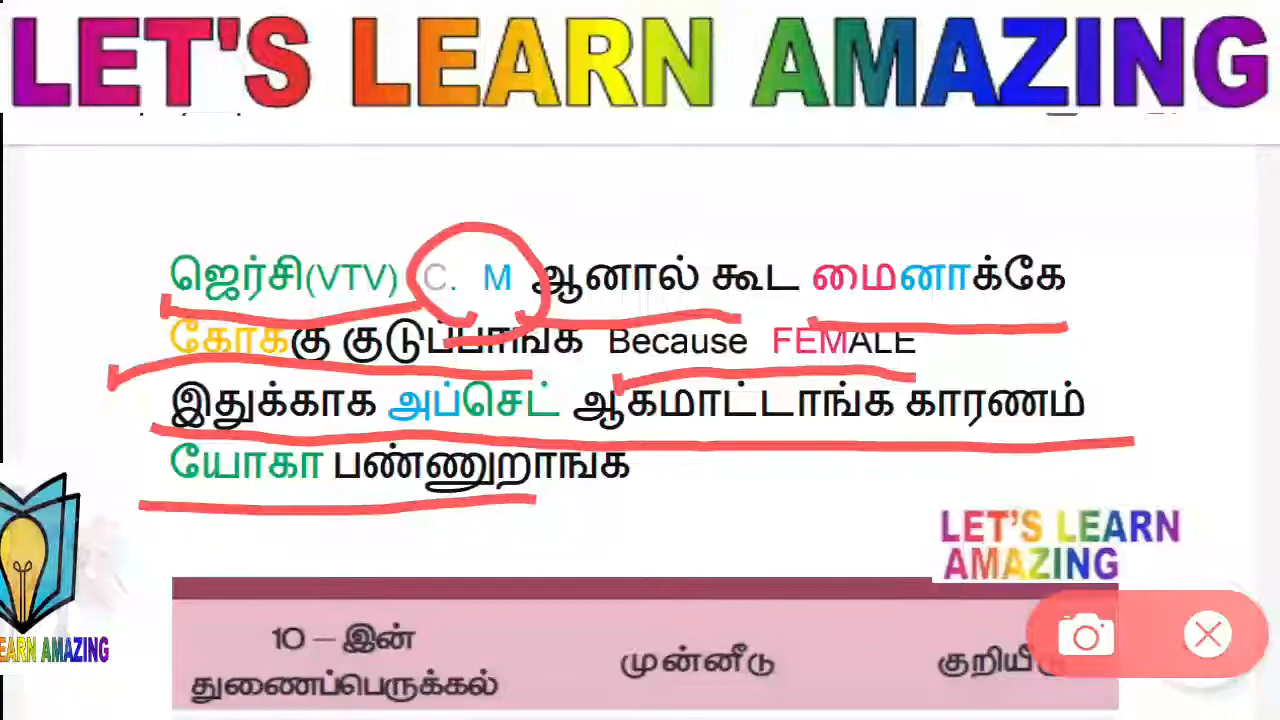 LET'S LEARN AMAZING
ஜெர்சி(VTV) C. M ஆனால் கூட மைனாக்கே
கோக்கு குடுப்பாங்க Because FEMALE
இதுக்காக அப்செட் ஆகமாட்டாங்க காரணம்
யோகா பண்ணுறாங்க
LET'S LEARN
AMAZING
EARN AMAZING
10 – இன்
துணைப்பெருக்கல்
முன்னீடு
குறியீடு